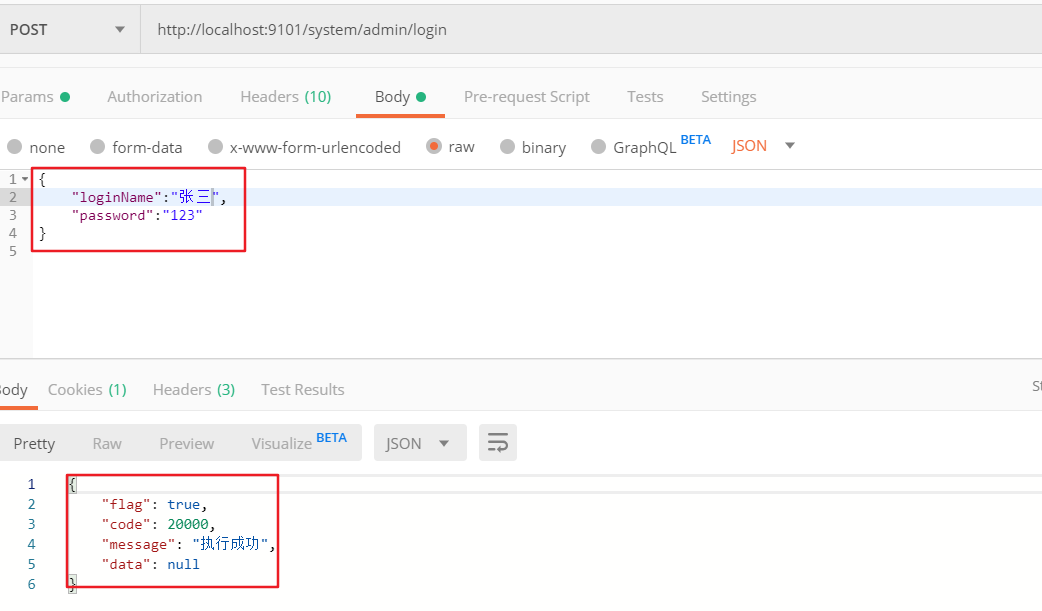 POST http://localhost:9101/system/admin/login
Params Authorization Headers (10) Body Pre-request Script Tests Settings
none form-data x-www-form-urlencoded raw binary GraphQL BETA JSON
1 {
2 "loginName":"张三",
3 "password":"123"
4 }
5
Body Cookies (1) Headers (3) Test Results
Pretty Raw Preview Visualize BETA JSON
1 {
2 "flag": true,
3 "code": 20000,
4 "message": "执行成功",
5 "data": null
6 }